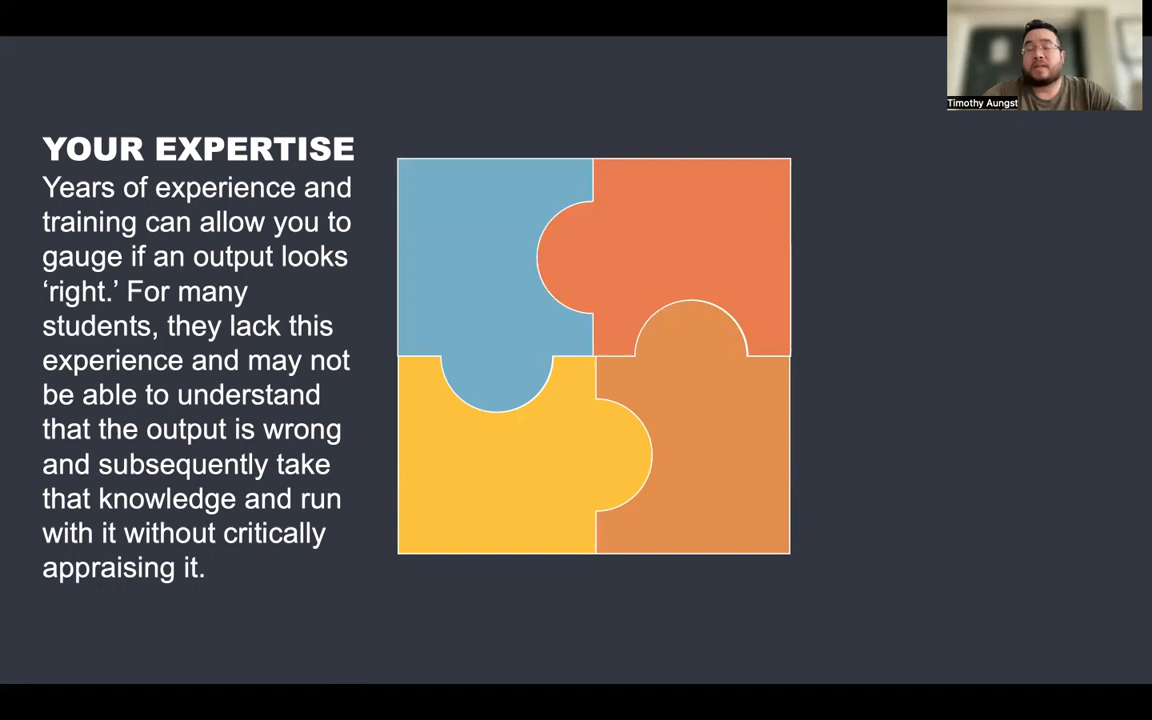 Timothy Aungst
YOUR EXPERTISE
Years of experience and
training can allow you to
gauge if an output looks
‘right.’ For many
students, they lack this
experience and may not
be able to understand
that the output is wrong
and subsequently take
that knowledge and run
with it without critically
appraising it.